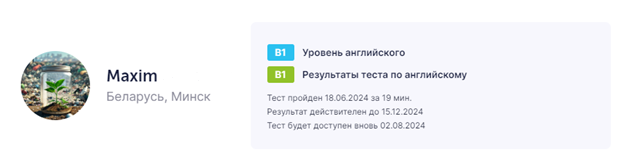 Maxim
Беларусь, Минск
B1 Уровень английского
B1 Результаты теста по английскому
Тест пройден 18.06.2024 за 19 мин.
Результат действителен до 15.12.2024
Тест будет доступен вновь 02.08.2024